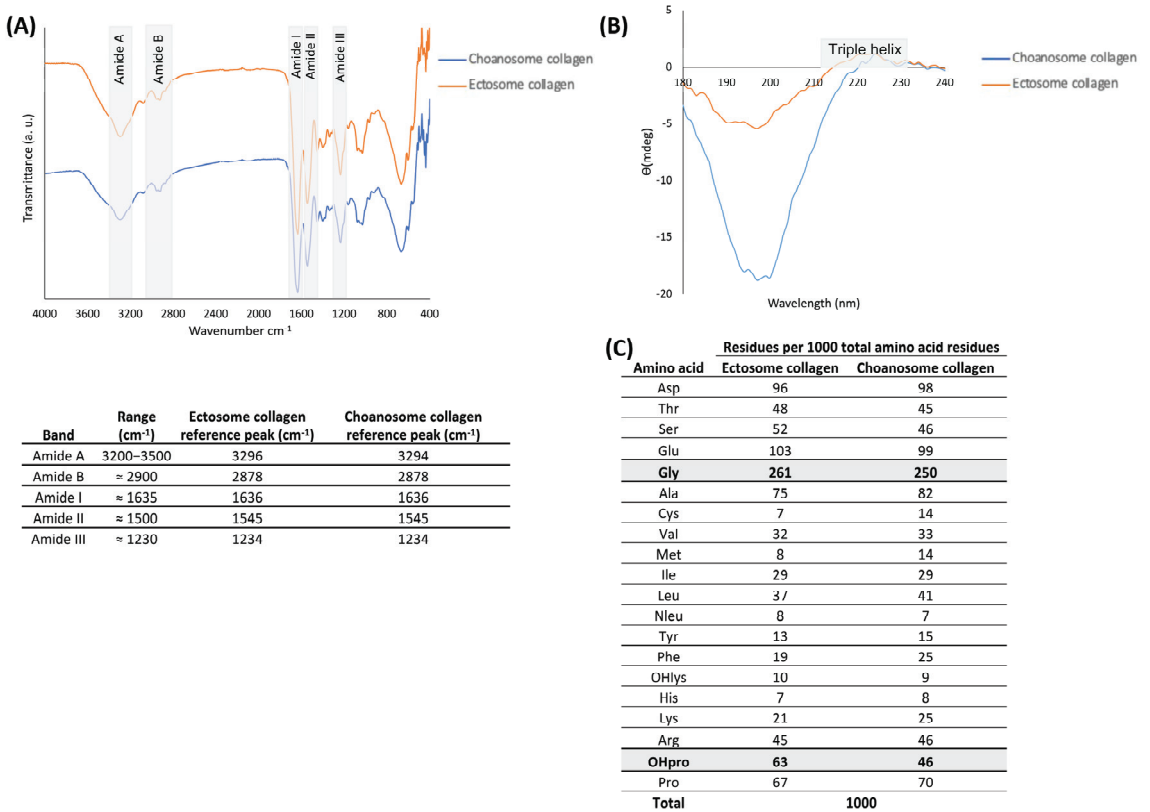 (A)
Amide A
Amide B
Amide I
Amide II
Amide III
Choanosome collagen
Ectosome collagen
Transmittance (a. u.)
4000 3600 3200 2800 2400 2000 1600 1200 800 400
Wavenumber cm-1
Band Range (cm-1) Ectosome collagen reference peak (cm-1) Choanosome collagen reference peak (cm-1)
Amide A 3200–3500 3296 3294
Amide B ≈ 2900 2878 2878
Amide I ≈ 1635 1636 1636
Amide II ≈ 1500 1545 1545
Amide III ≈ 1230 1234 1234
(B)
5
0
-5
-10
-15
-20
Θ(mdeg)
Triple helix
180 190 200 210 220 230 240
Wavelength (nm)
Choanosome collagen
Ectosome collagen
(C)
Residues per 1000 total amino acid residues
Amino acid Ectosome collagen Choanosome collagen
Asp 96 98
Thr 48 45
Ser 52 46
Glu 103 99
Gly 261 250
Ala 75 82
Cys 7 14
Val 32 33
Met 8 14
Ile 29 29
Leu 37 41
Nleu 8 7
Tyr 13 15
Phe 19 25
OHlys 10 9
His 7 8
Lys 21 25
Arg 45 46
OHpro 63 46
Pro 67 70
Total 1000